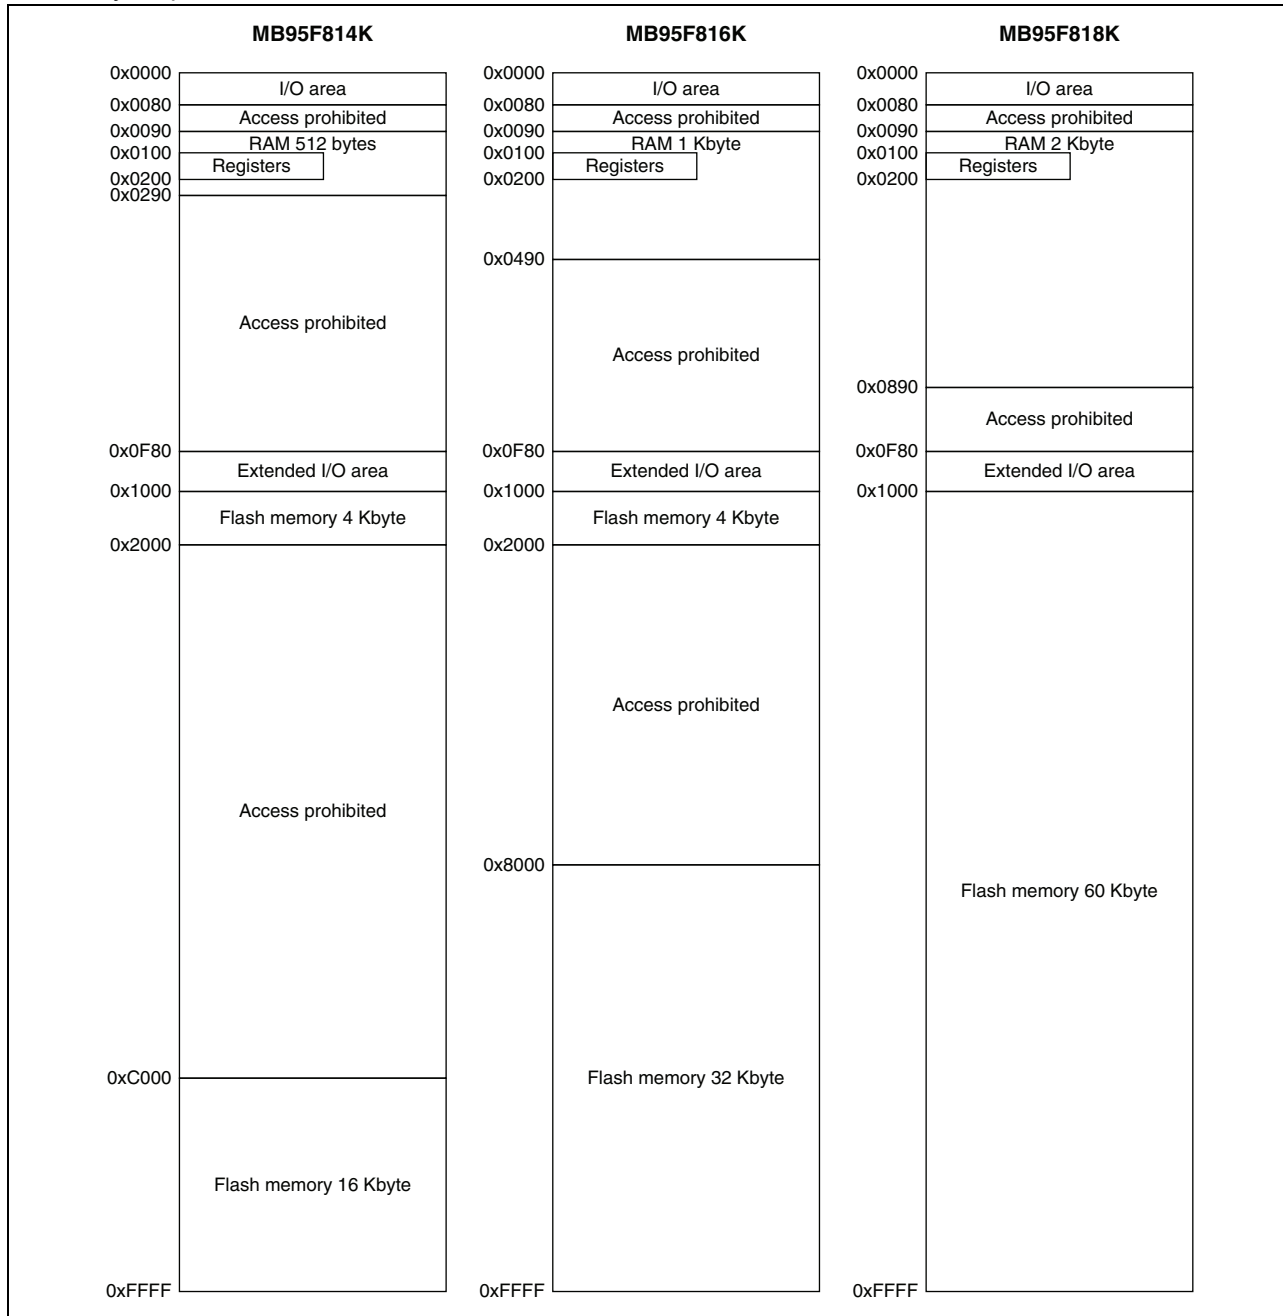 MB95F814K
0x0000
I/O area
0x0080
Access prohibited
0x0090
RAM 512 bytes
0x0100
Registers
0x0200
0x0290
Access prohibited
0x0F80
Extended I/O area
0x1000
Flash memory 4 Kbyte
0x2000
Access prohibited
0xC000
Flash memory 16 Kbyte
0xFFFF
MB95F816K
0x0000
I/O area
0x0080
Access prohibited
0x0090
RAM 1 Kbyte
0x0100
Registers
0x0200
0x0490
Access prohibited
0x0F80
Extended I/O area
0x1000
Flash memory 4 Kbyte
0x2000
Access prohibited
0x8000
Flash memory 32 Kbyte
0xFFFF
MB95F818K
0x0000
I/O area
0x0080
Access prohibited
0x0090
RAM 2 Kbyte
0x0100
Registers
0x0200
0x0890
Access prohibited
0x0F80
Extended I/O area
0x1000
Flash memory 60 Kbyte
0xFFFF